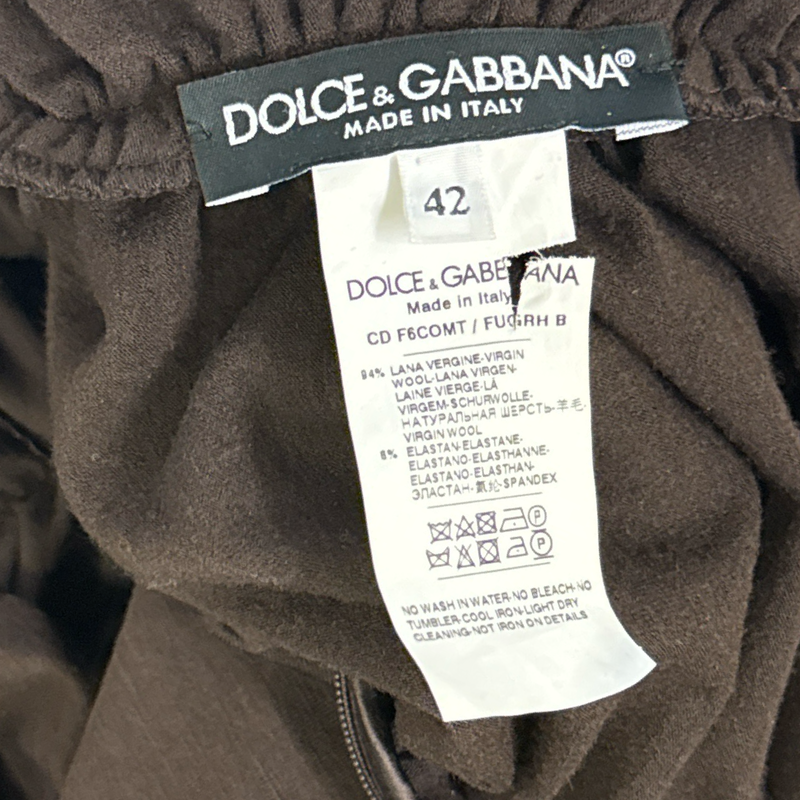 DOLCE & GABBANA®
MADE IN ITALY
42
DOLCE & GABBANA
Made in Italy
CD F6COMT / FUGRH B
94% LANA VERGINE-VIRGIN
WOOL-LANA VIRGEN-
LAINE VIERGE-LÃ
VIRGEM-SCHURWOLLE-
НАТУРАЛЬНАЯ ШЕРСТЬ-羊毛-
VIRGIN WOOL
6% ELASTAN-ELASTANE-
ELASTANO-ELASTHANNE-
ELASTANO-ELASTHAN-
ЭЛАСТАН-氨纶-SPANDEX
P
P
NO WASH IN WATER-NO BLEACH-NO
TUMBLER-COOL IRON-LIGHT DRY
CLEANING-NOT IRON ON DETAILS